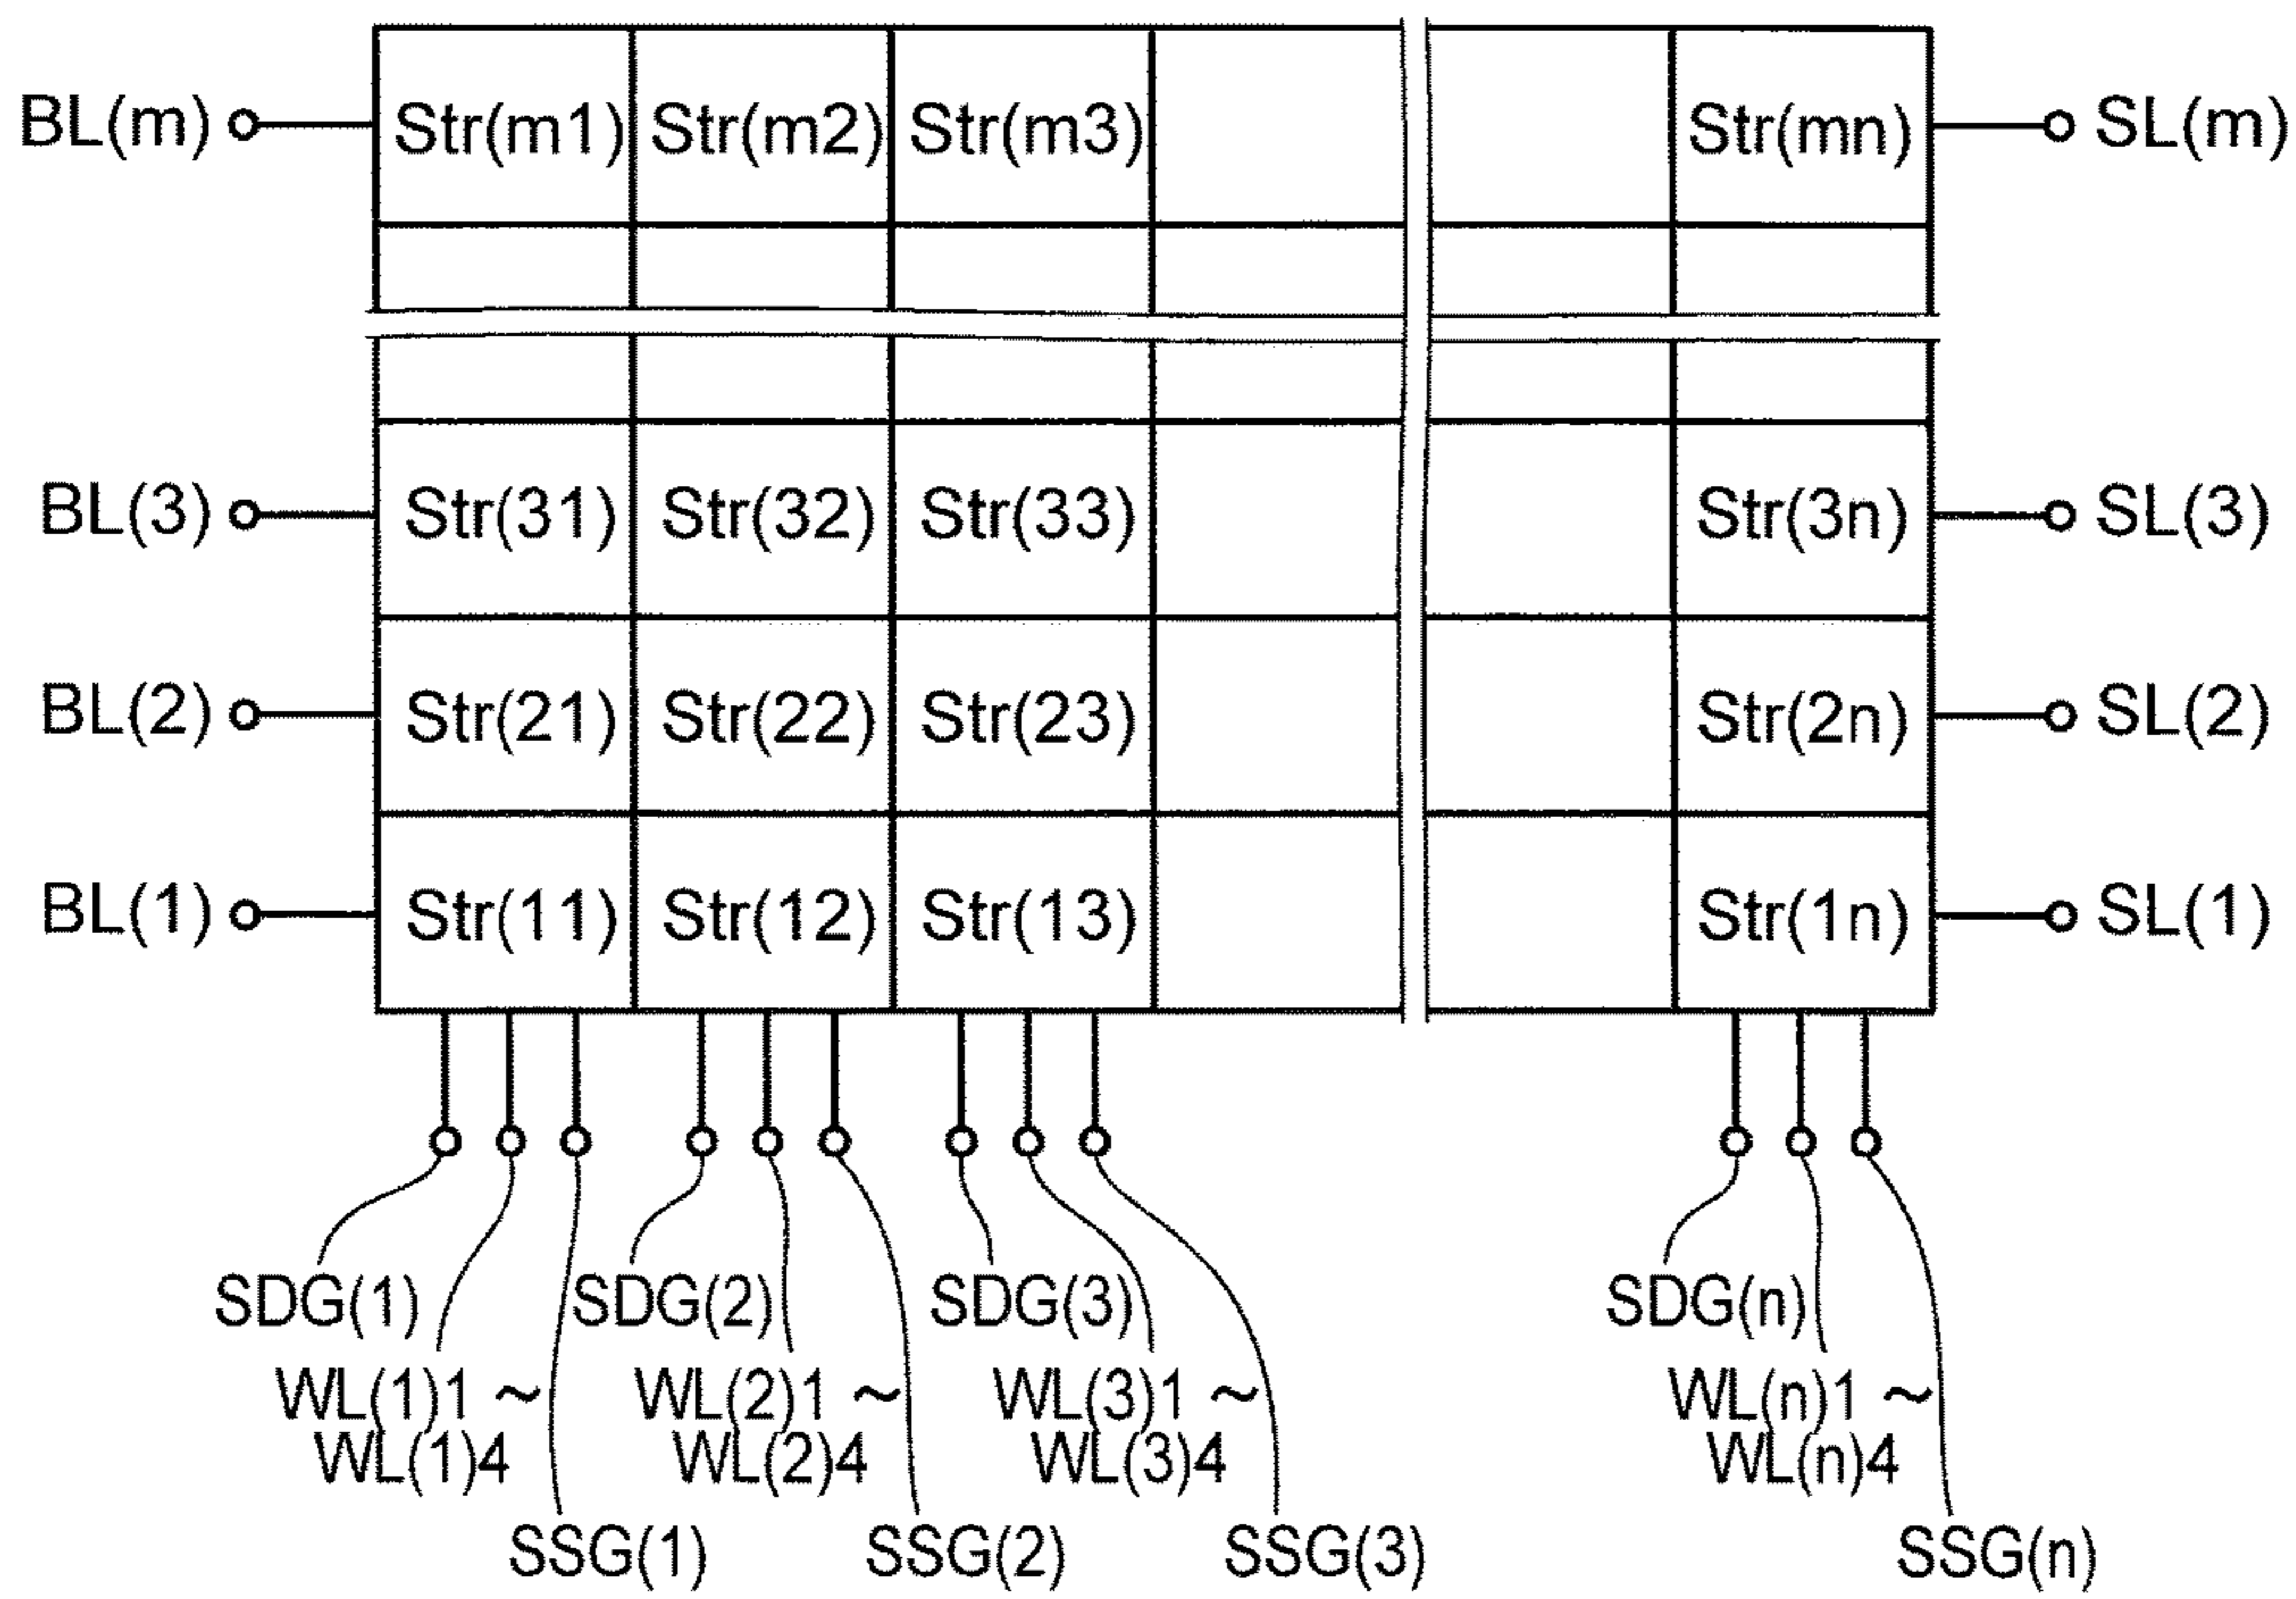 BL(m) Str(m1) Str(m2) Str(m3) Str(mn) SL(m)
BL(3) Str(31) Str(32) Str(33) Str(3n) SL(3)
BL(2) Str(21) Str(22) Str(23) Str(2n) SL(2)
BL(1) Str(11) Str(12) Str(13) Str(1n) SL(1)
SDG(1) SDG(2) SDG(3) SDG(n)
WL(1)1 ~ WL(2)1 ~ WL(3)1 ~ WL(n)1 ~
WL(1)4 WL(2)4 WL(3)4 WL(n)4
SSG(1) SSG(2) SSG(3) SSG(n)